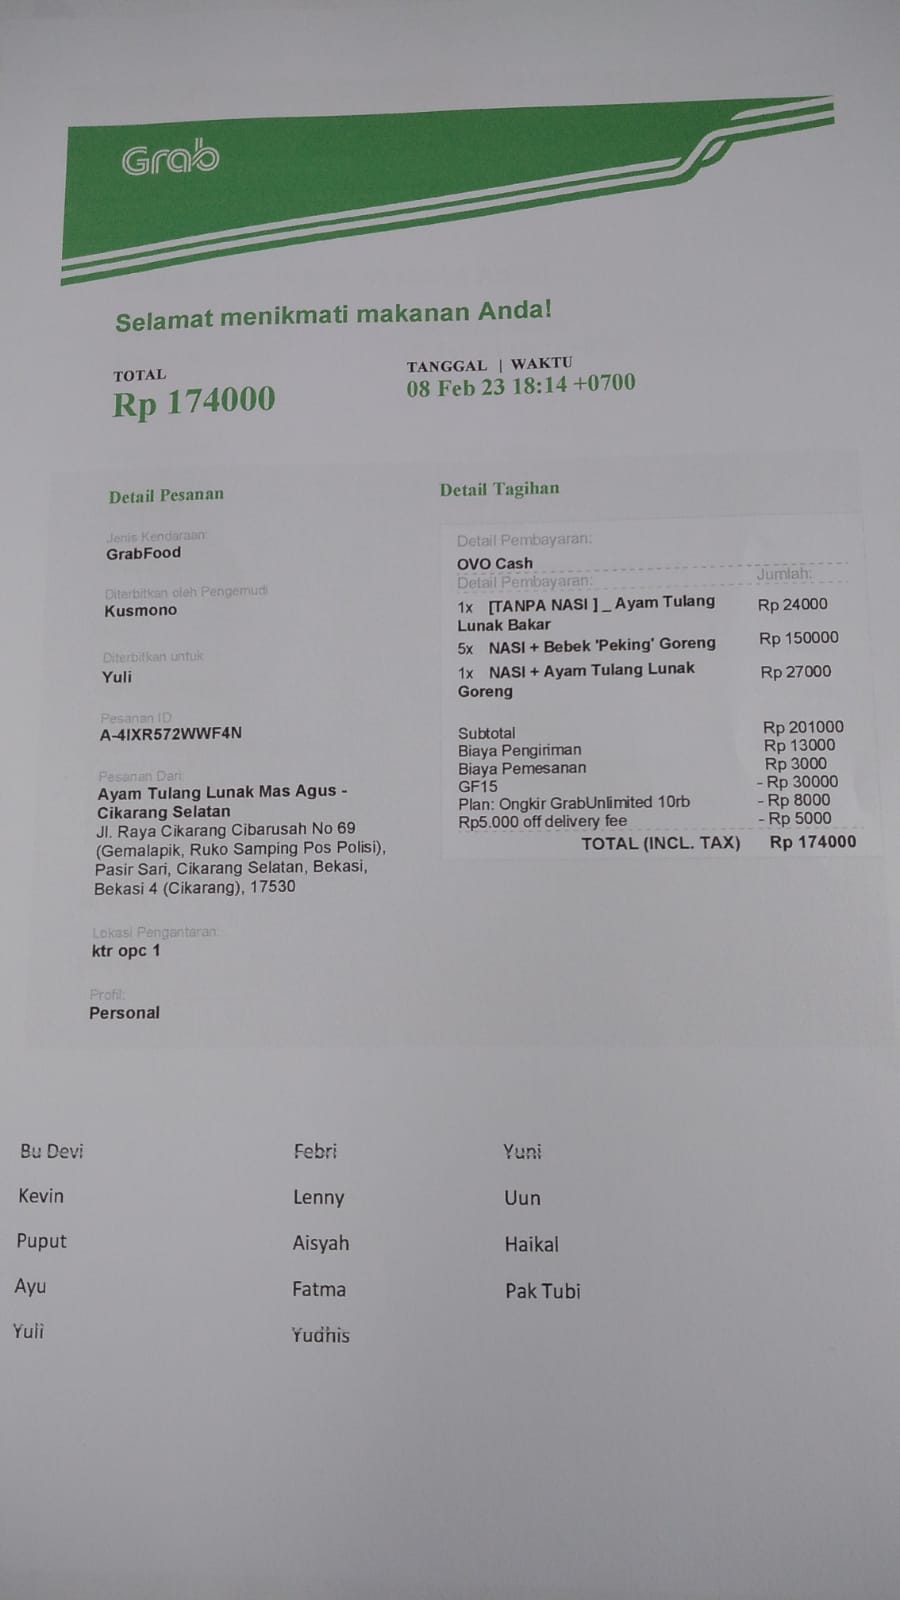 Grab
Selamat menikmati makanan Anda!
TOTAL
Rp 174000
TANGGAL | WAKTU
08 Feb 23 18:14 +0700
Detail Pesanan
Jenis Kendaraan:
GrabFood
Diterbitkan oleh Pengemudi
Kusmono
Diterbitkan untuk
Yuli
Pesanan ID
A-4IXR572WWF4N
Pesanan Dari:
Ayam Tulang Lunak Mas Agus -
Cikarang Selatan
Jl. Raya Cikarang Cibarusah No 69
(Gemalapik, Ruko Samping Pos Polisi),
Pasir Sari, Cikarang Selatan, Bekasi,
Bekasi 4 (Cikarang), 17530
Lokasi Pengantaran:
ktr opc 1
Profil:
Personal
Detail Tagihan
Detail Pembayaran:
OVO Cash
Detail Pembayaran: Jumlah:
1x [TANPA NASI ] _ Ayam Tulang Rp 24000
Lunak Bakar
5x NASI + Bebek 'Peking' Goreng Rp 150000
1x NASI + Ayam Tulang Lunak Rp 27000
Goreng
Subtotal Rp 201000
Biaya Pengiriman Rp 13000
Biaya Pemesanan Rp 3000
GF15 - Rp 30000
Plan: Ongkir GrabUnlimited 10rb - Rp 8000
Rp5.000 off delivery fee - Rp 5000
TOTAL (INCL. TAX) Rp 174000
Bu Devi Febri Yuni
Kevin Lenny Uun
Puput Aisyah Haikal
Ayu Fatma Pak Tubi
Yuli Yudhis